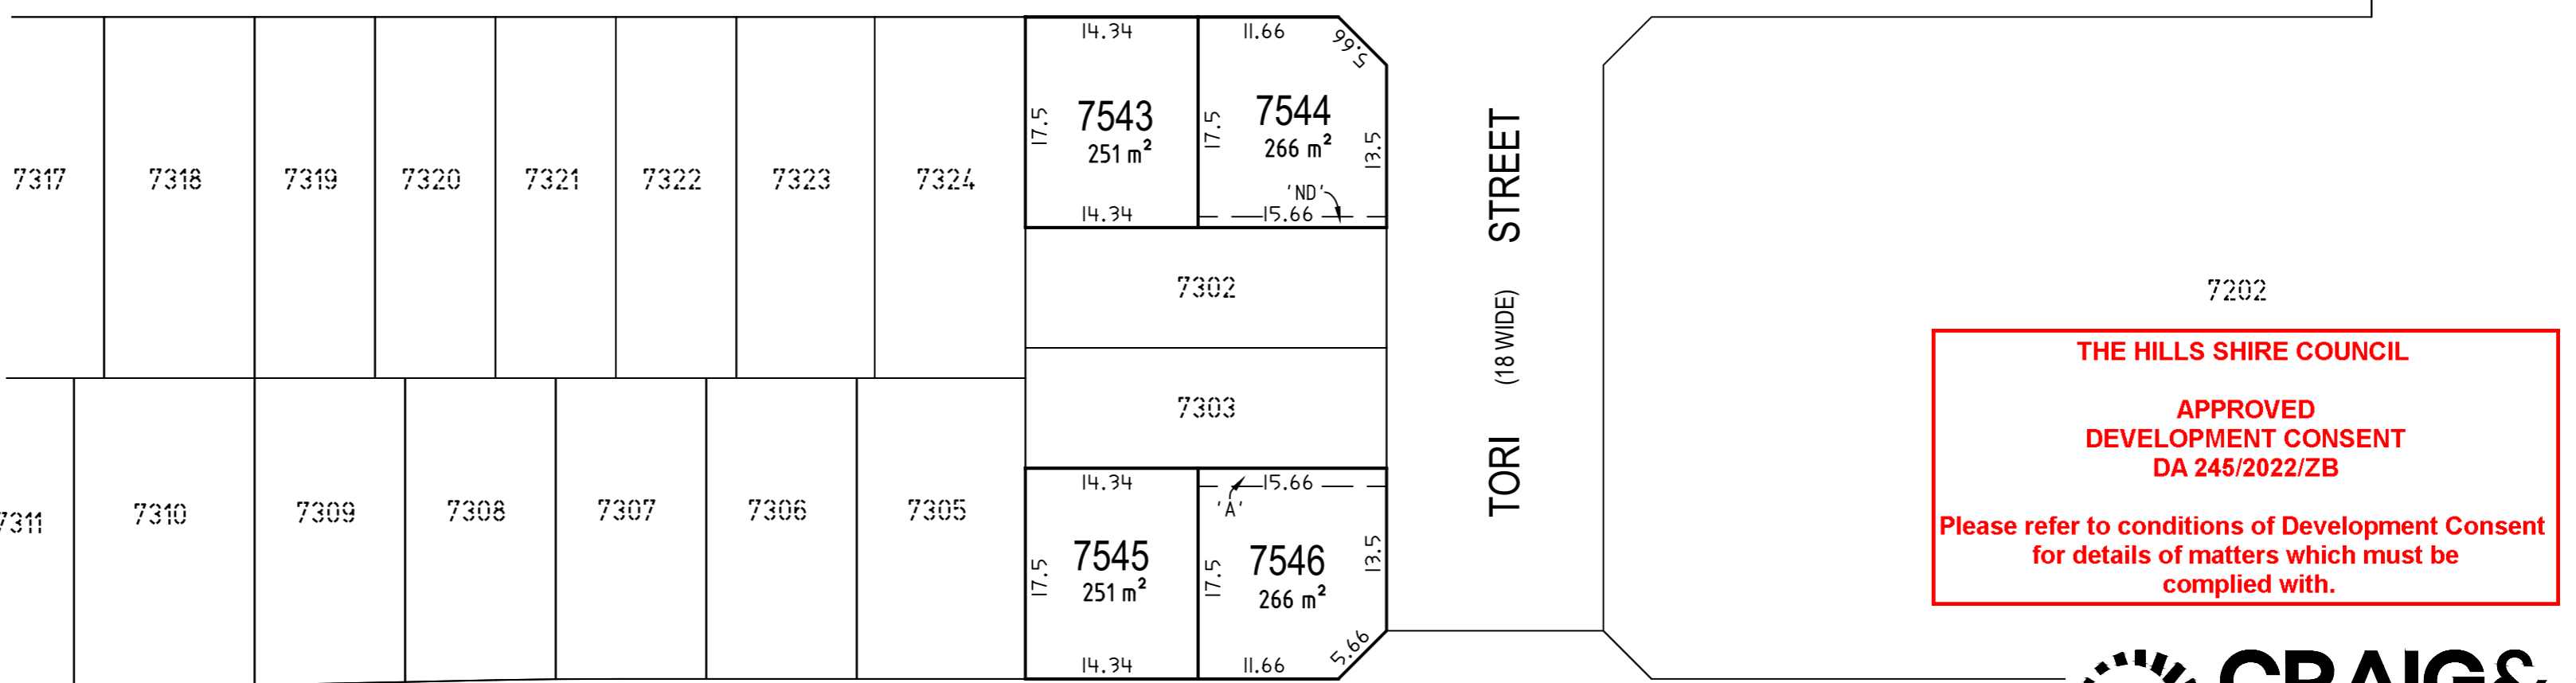 14.34
11.66
5.66
17.5
7543
251 m²
17.5
7544
266 m²
13.5
'ND'
14.34
15.66
7317
7318
7319
7320
7321
7322
7323
7324
7302
7303
TORI (18 WIDE) STREET
7202
THE HILLS SHIRE COUNCIL
APPROVED
DEVELOPMENT CONSENT
DA 245/2022/ZB
Please refer to conditions of Development Consent
for details of matters which must be
complied with.
7311
7310
7309
7308
7307
7306
7305
14.34
15.66
'A'
17.5
7545
251 m²
17.5
7546
266 m²
13.5
14.34
11.66
5.66
CRAIG&